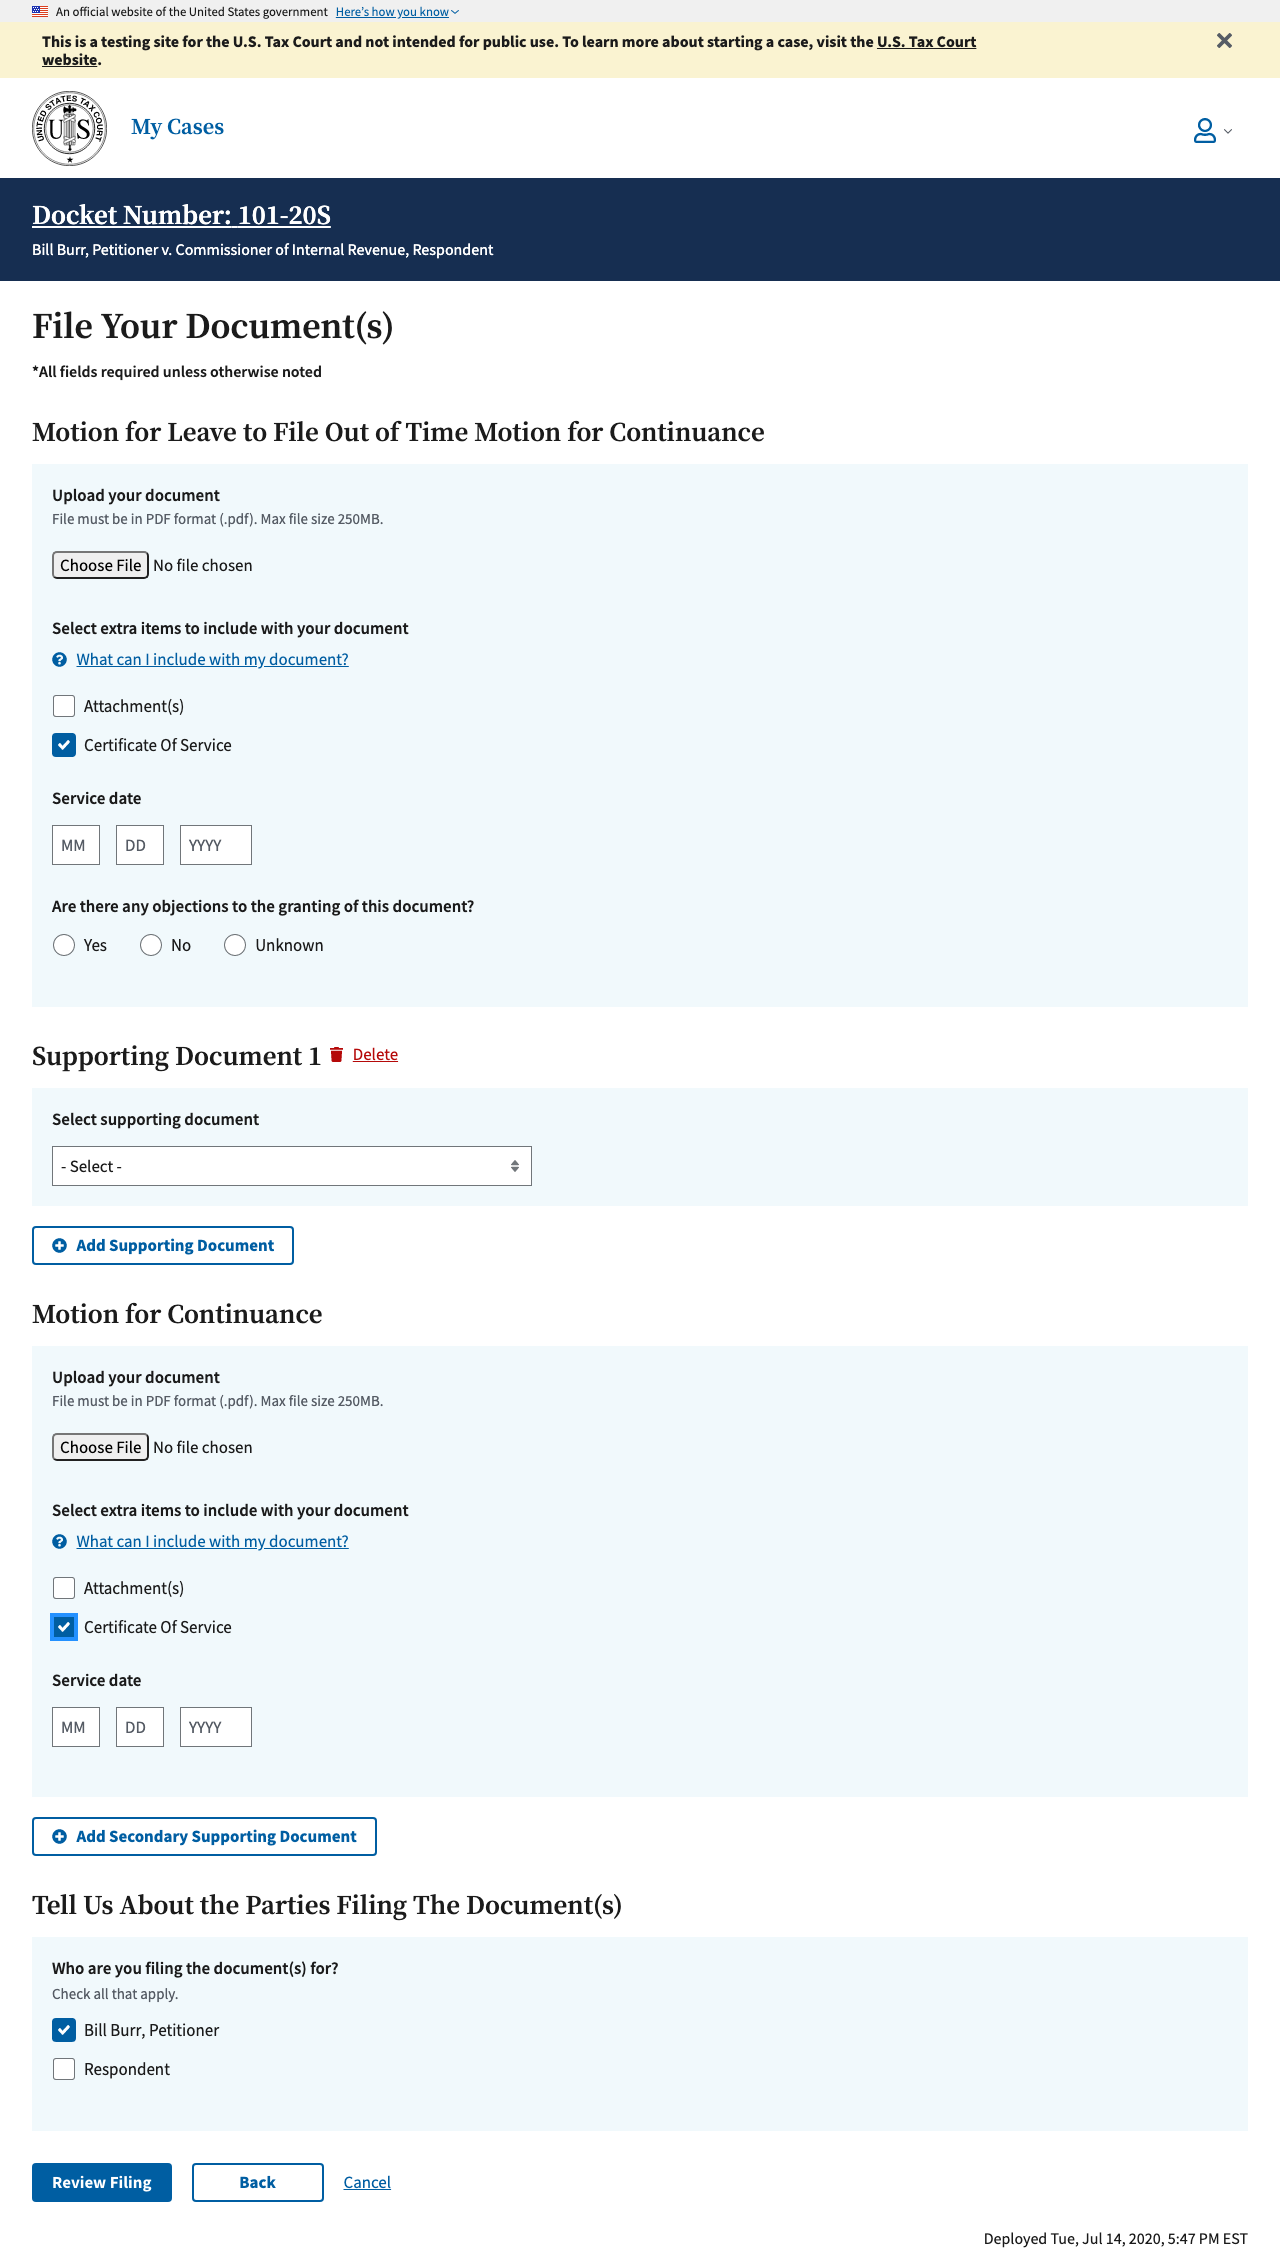 An official website of the United States government Here's how you know
This is a testing site for the U.S. Tax Court and not intended for public use. To learn more about starting a case, visit the U.S. Tax Court
website.
UNITED STATES TAX COURT
US
My Cases
Docket Number: 101-20S
Bill Burr, Petitioner v. Commissioner of Internal Revenue, Respondent
File Your Document(s)
*All fields required unless otherwise noted
Motion for Leave to File Out of Time Motion for Continuance
Upload your document
File must be in PDF format (.pdf). Max file size 250MB.
Choose File No file chosen
Select extra items to include with your document
What can I include with my document?
Attachment(s)
Certificate Of Service
Service date
MM DD YYYY
Are there any objections to the granting of this document?
Yes No Unknown
Supporting Document 1 Delete
Select supporting document
- Select -
Add Supporting Document
Motion for Continuance
Upload your document
File must be in PDF format (.pdf). Max file size 250MB.
Choose File No file chosen
Select extra items to include with your document
What can I include with my document?
Attachment(s)
Certificate Of Service
Service date
MM DD YYYY
Add Secondary Supporting Document
Tell Us About the Parties Filing The Document(s)
Who are you filing the document(s) for?
Check all that apply.
Bill Burr, Petitioner
Respondent
Review Filing Back Cancel
Deployed Tue, Jul 14, 2020, 5:47 PM EST